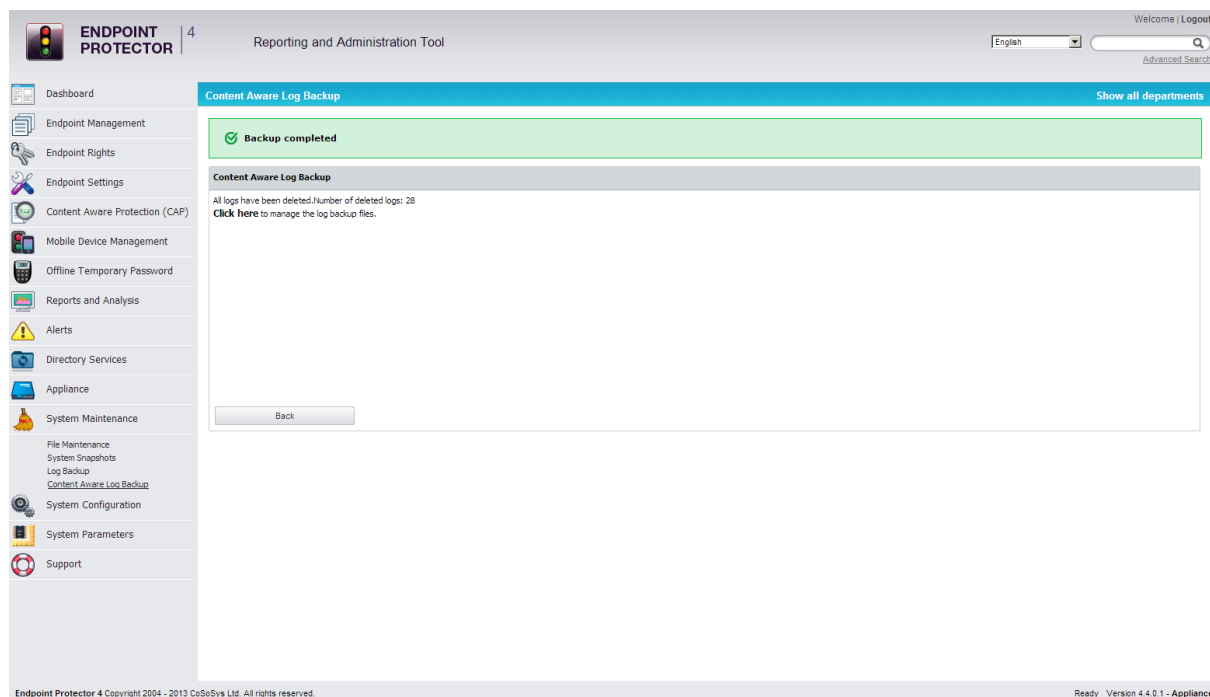 Welcome | Logout
ENDPOINT PROTECTOR | 4
Reporting and Administration Tool
English
Advanced Search
Dashboard
Endpoint Management
Endpoint Rights
Endpoint Settings
Content Aware Protection (CAP)
Mobile Device Management
Offline Temporary Password
Reports and Analysis
Alerts
Directory Services
Appliance
System Maintenance
File Maintenance
System Snapshots
Log Backup
Content Aware Log Backup
System Configuration
System Parameters
Support
Content Aware Log Backup
Show all departments
Backup completed
Content Aware Log Backup
All logs have been deleted.Number of deleted logs: 28
Click here to manage the log backup files.
Back
Endpoint Protector 4 Copyright 2004 - 2013 CoSoSys Ltd. All rights reserved.
Ready Version 4.4.0.1 - Appliance